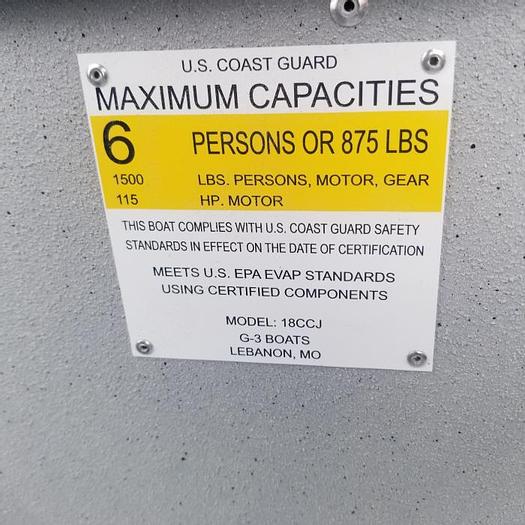 U.S. COAST GUARD
MAXIMUM CAPACITIES
6 PERSONS OR 875 LBS
1500 LBS. PERSONS, MOTOR, GEAR
115 HP. MOTOR
THIS BOAT COMPLIES WITH U.S. COAST GUARD SAFETY
STANDARDS IN EFFECT ON THE DATE OF CERTIFICATION
MEETS U.S. EPA EVAP STANDARDS
USING CERTIFIED COMPONENTS
MODEL: 18CCJ
G-3 BOATS
LEBANON, MO